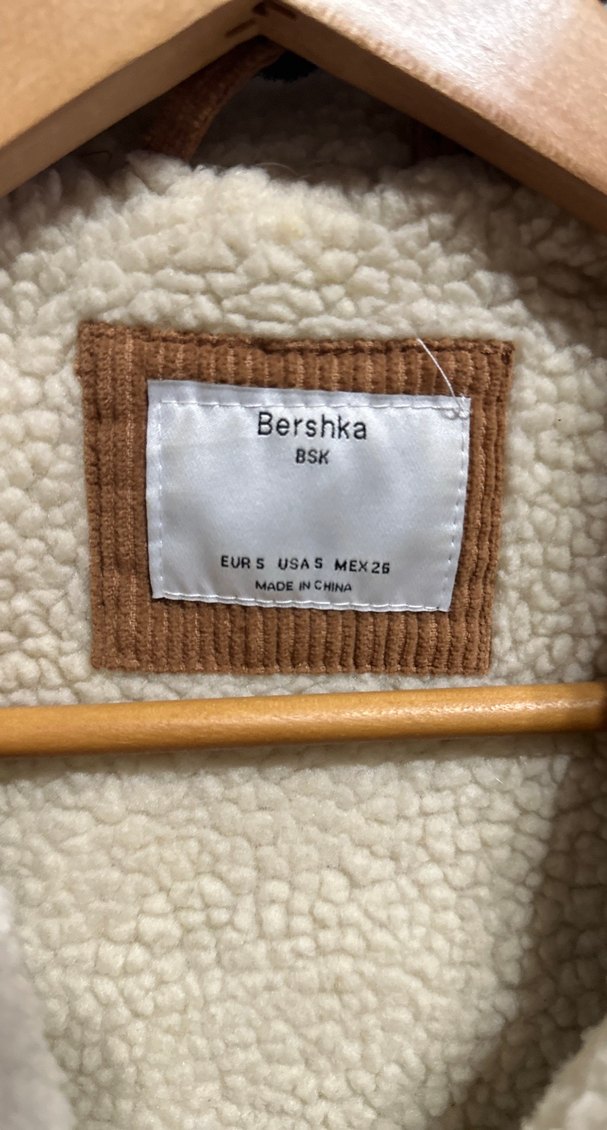 Bershka
BSK
EUR S USA S MEX 26
MADE IN CHINA